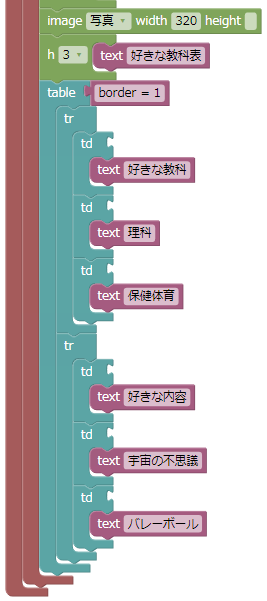 image 写真 width 320 height
h 3 text 好きな教科表
table border = 1
tr
td
text 好きな教科
td
text 理科
td
text 保健体育
tr
td
text 好きな内容
td
text 宇宙の不思議
td
text バレーボール